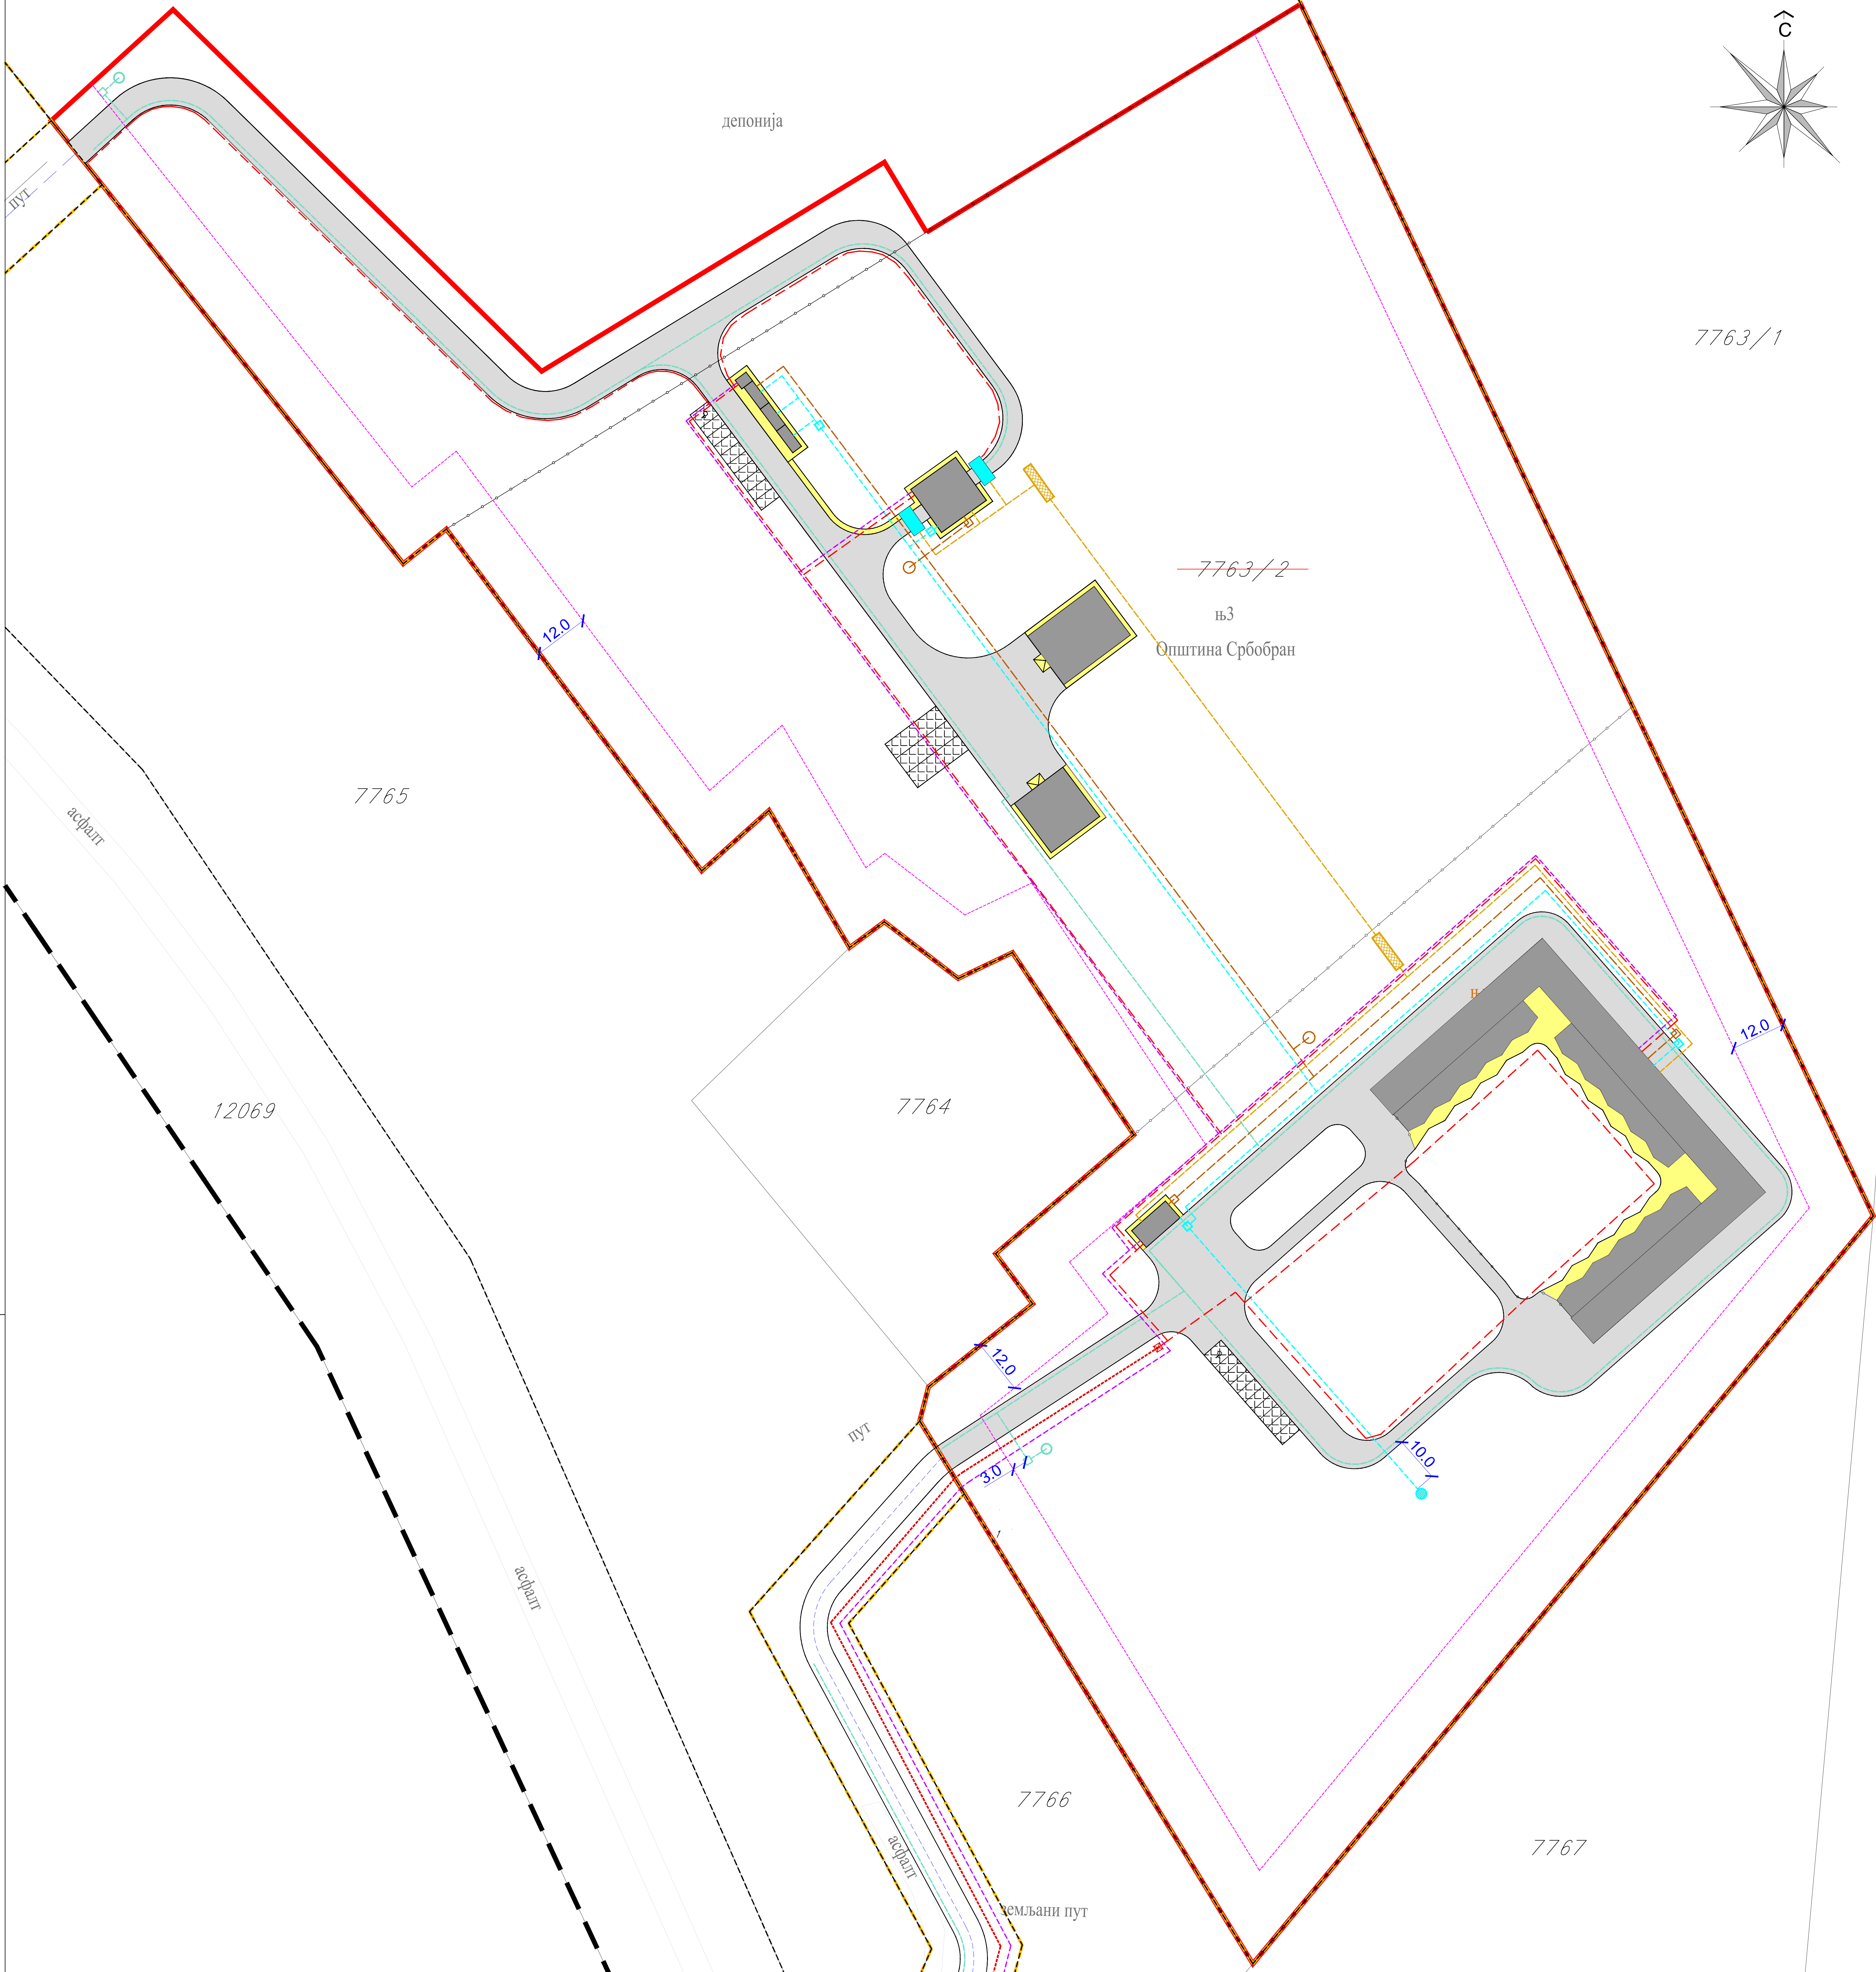 С
депонија
пут
7763/1
7763/2
њ3
Општина Србобран
12.0
P
7765
асфалт
њ
12.0
7764
12069
P
12.0
пут
10.0
3.0
1
асфалт
7766
7767
асфалт
земљани пут